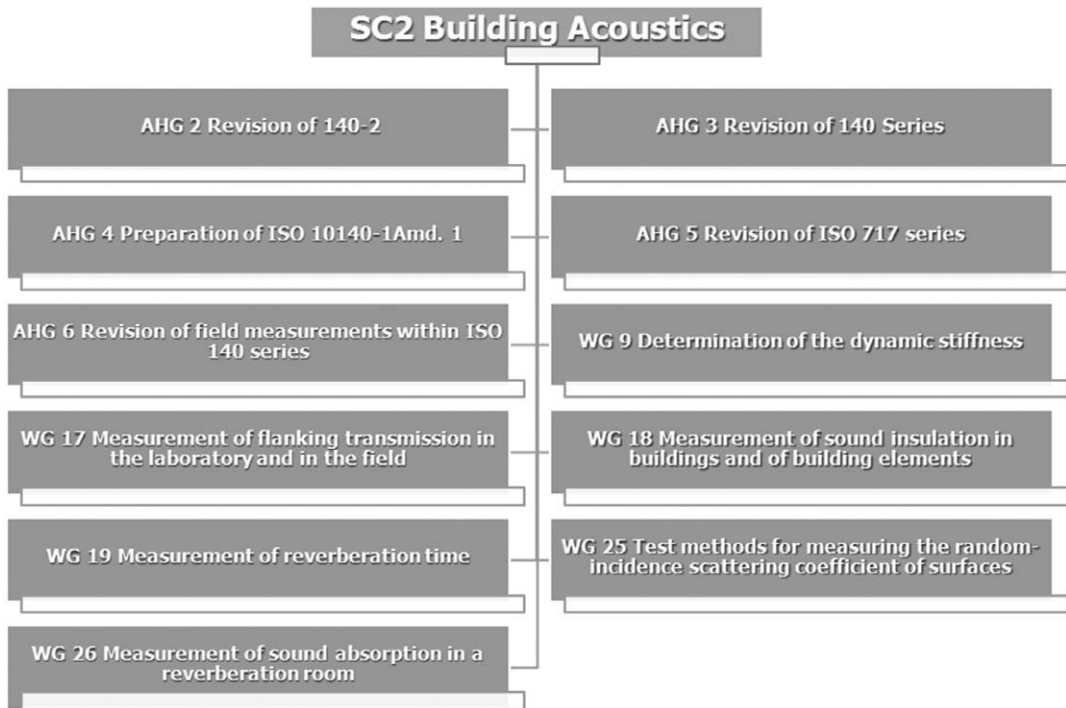 SC2 Building Acoustics
AHG 2 Revision of 140-2
AHG 3 Revision of 140 Series
AHG 4 Preparation of ISO 10140-1Amd. 1
AHG 5 Revision of ISO 717 series
AHG 6 Revision of field measurements within ISO
140 series
WG 9 Determination of the dynamic stiffness
WG 17 Measurement of flanking transmission in
the laboratory and in the field
WG 18 Measurement of sound insulation in
buildings and of building elements
WG 19 Measurement of reverberation time
WG 25 Test methods for measuring the random-
incidence scattering coefficient of surfaces
WG 26 Measurement of sound absorption in a
reverberation room